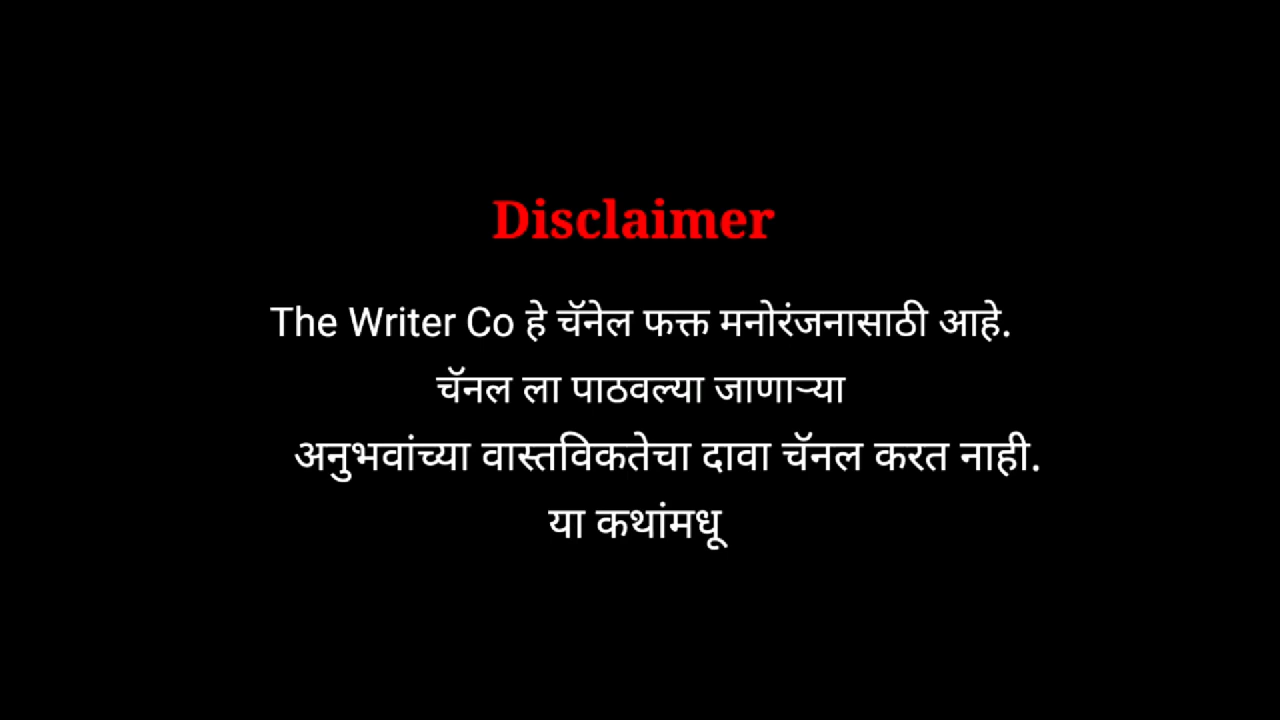 Disclaimer
The Writer Co हे चॅनेल फक्त मनोरंजनासाठी आहे.
चॅनल ला पाठवल्या जाणाऱ्या
अनुभवांच्या वास्तविकतेचा दावा चॅनल करत नाही.
या कथांमधू